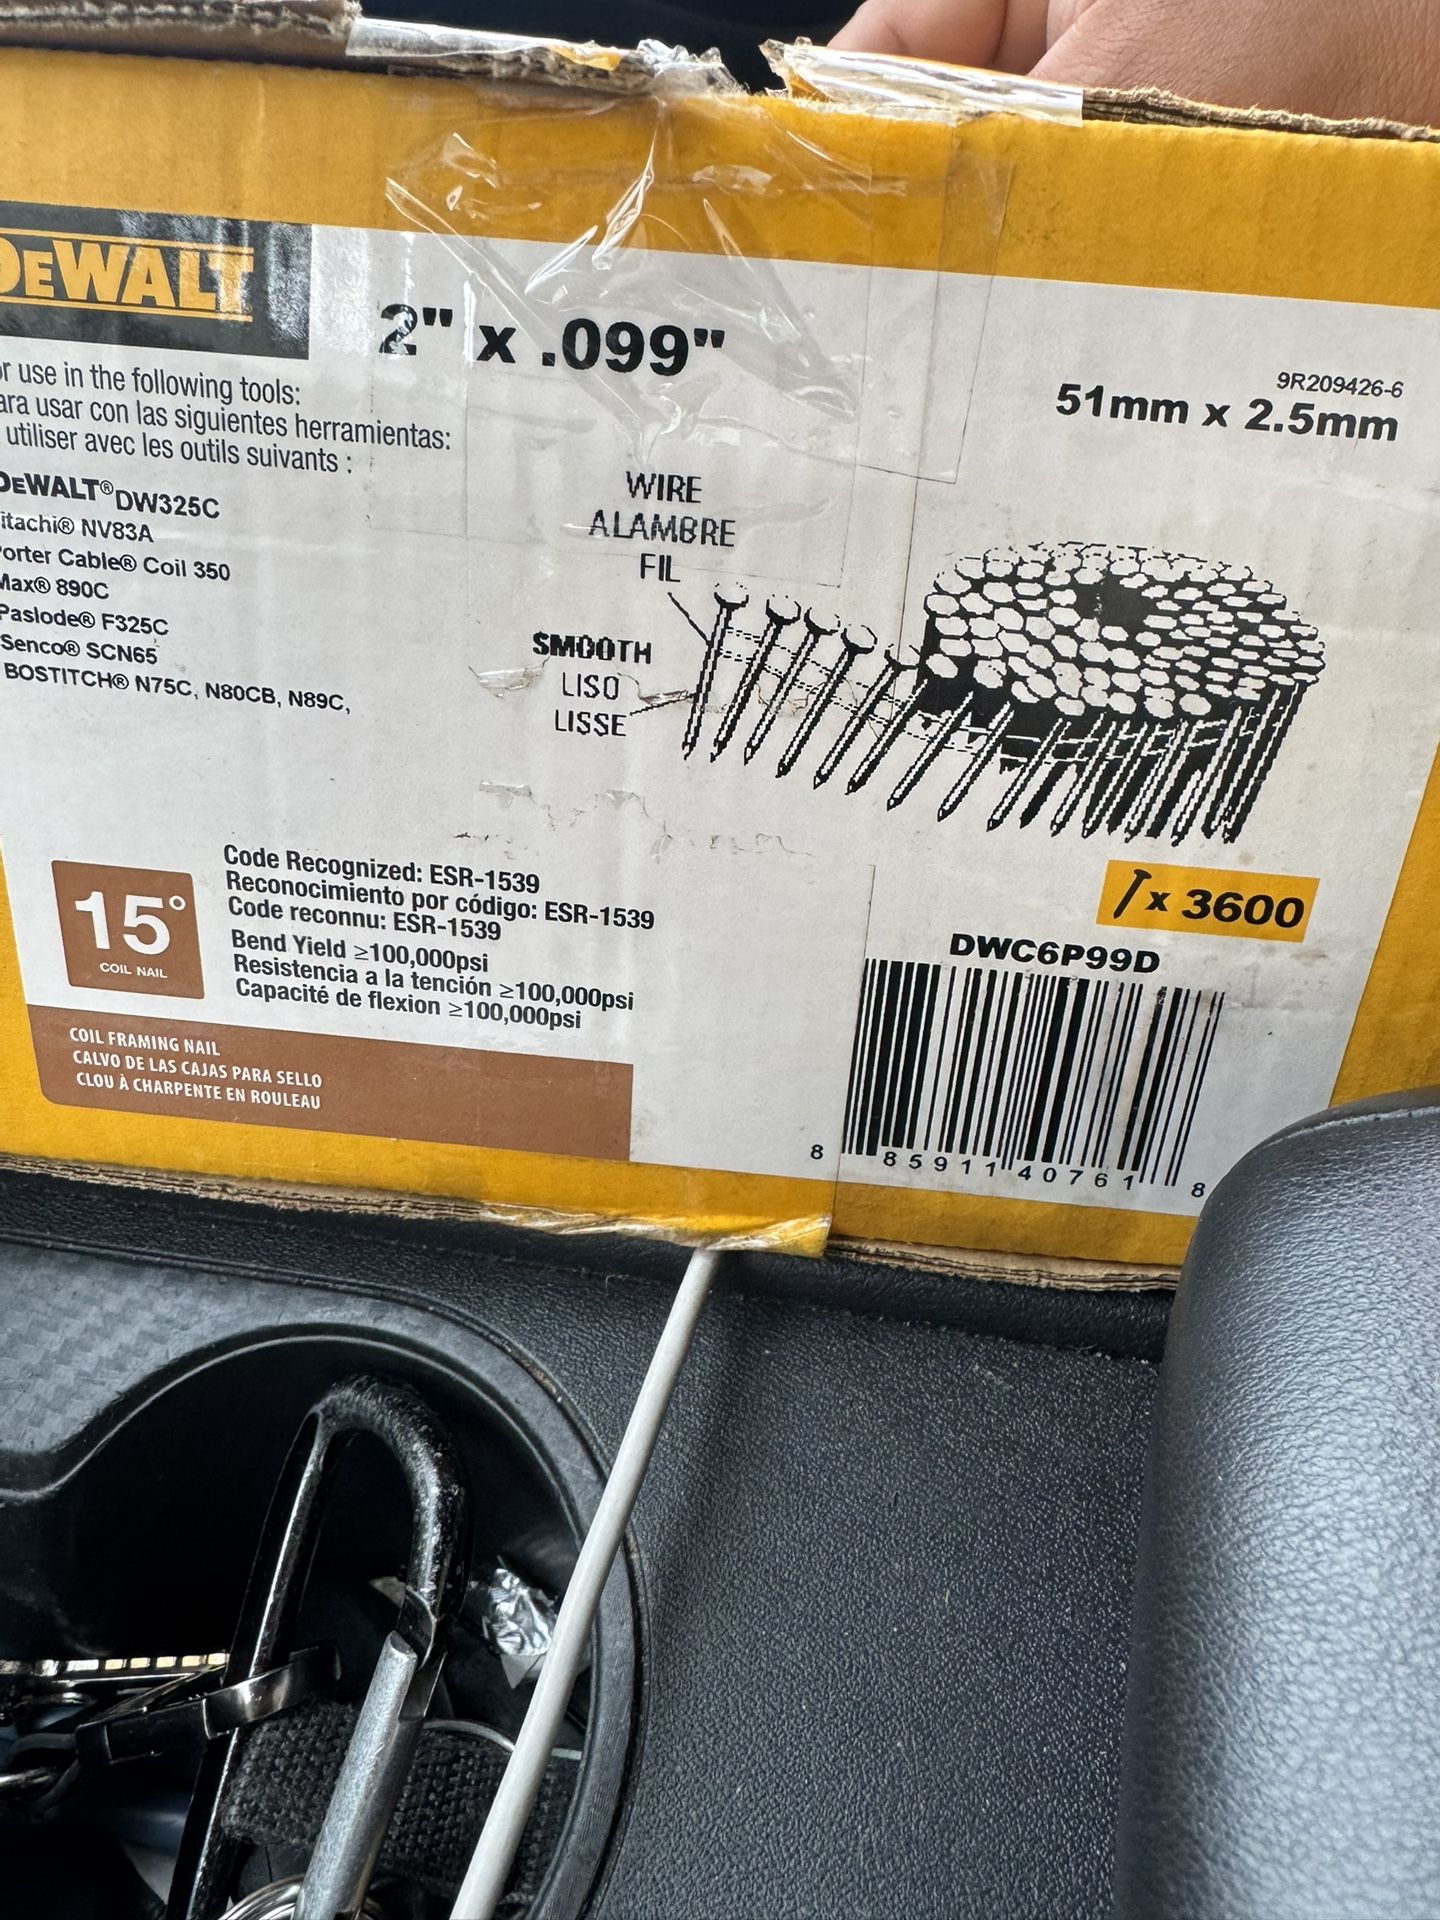 DEWALT
2" x .099"
9R209426-6
51mm x 2.5mm
use in the following tools:
usar con las siguientes herramientas:
utiliser avec les outils suivants :
DEWALT® DW325C
NV83A
Cable® Coil 350
Max® 890C
Paslode® F325C
Senco® SCN65
BOSTITCH® N75C, N80CB, N89C,
WIRE
ALAMBRE
FIL
SMOOTH
LISO
LISSE
15°
COIL NAIL
Code Recognized: ESR-1539
Reconocimiento por código: ESR-1539
Code reconnu: ESR-1539
Bend Yield ≥100,000psi
Resistencia a la tención ≥100,000psi
Capacité de flexion ≥100,000psi
COIL FRAMING NAIL
CALVO DE LAS CAJAS PARA SELLO
CLOU À CHARPENTE EN ROULEAU
x 3600
DWC6P99D
8 85911 40761 8